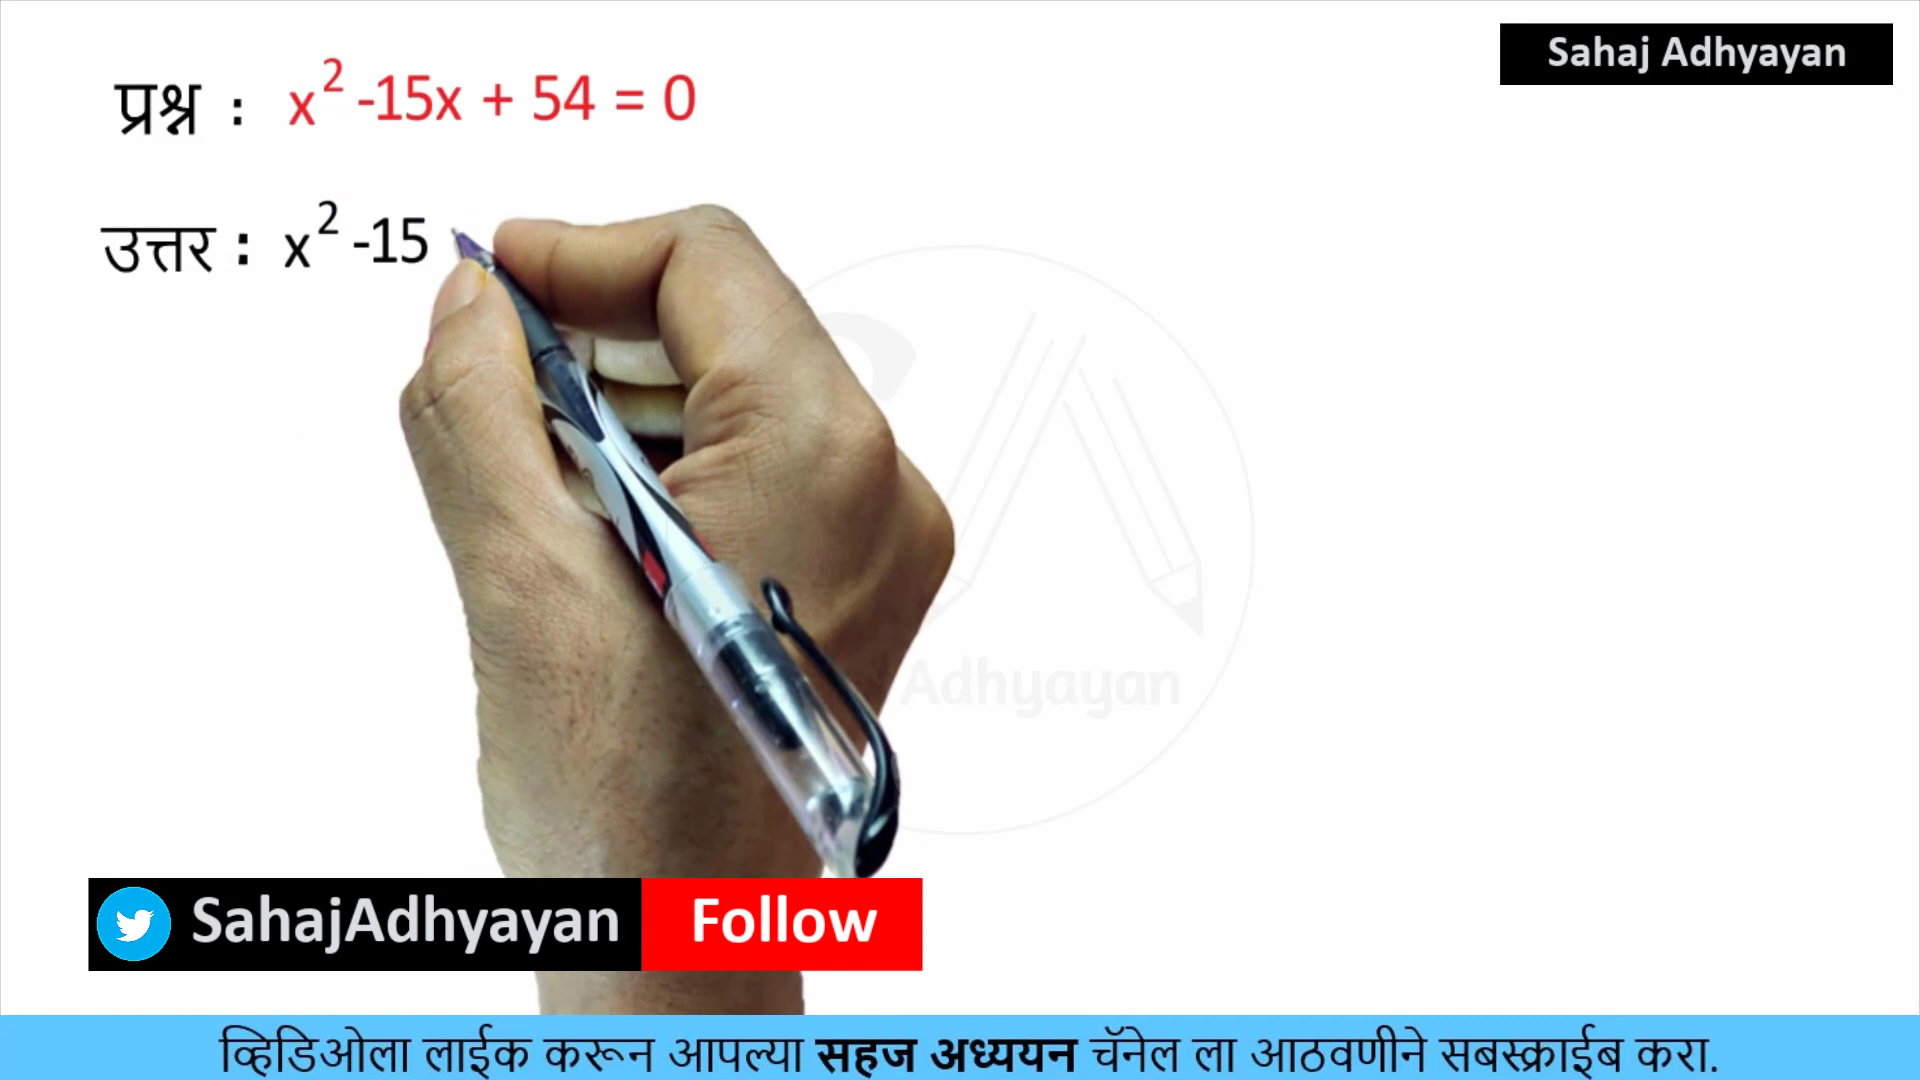 Sahaj Adhyayan
प्रश्न : x² -15x + 54 = 0
उत्तर : x² -15
Adhyayan
SahajAdhyayan Follow
व्हिडिओला लाईक करून आपल्या सहज अध्ययन चॅनेल ला आठवणीने सबस्क्राईब करा.